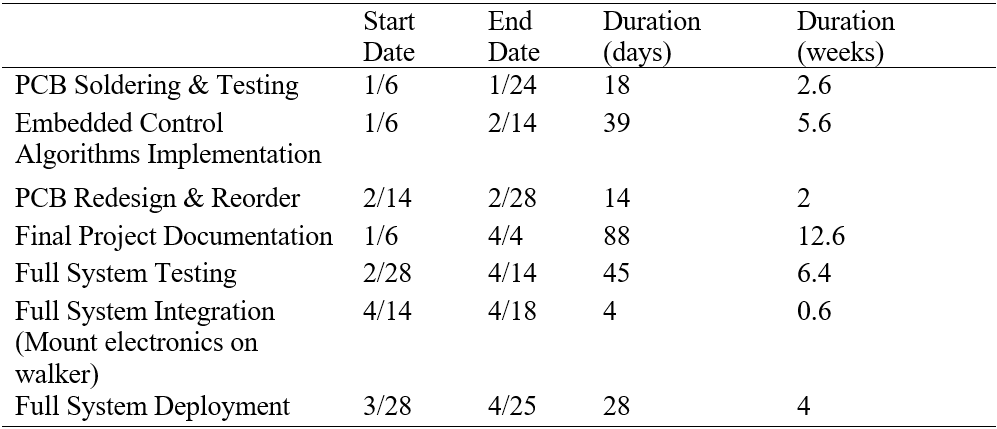 Start Date End Date Duration (days) Duration (weeks)
PCB Soldering & Testing 1/6 1/24 18 2.6
Embedded Control 1/6 2/14 39 5.6
Algorithms Implementation
PCB Redesign & Reorder 2/14 2/28 14 2
Final Project Documentation 1/6 4/4 88 12.6
Full System Testing 2/28 4/14 45 6.4
Full System Integration 4/14 4/18 4 0.6
(Mount electronics on
walker)
Full System Deployment 3/28 4/25 28 4